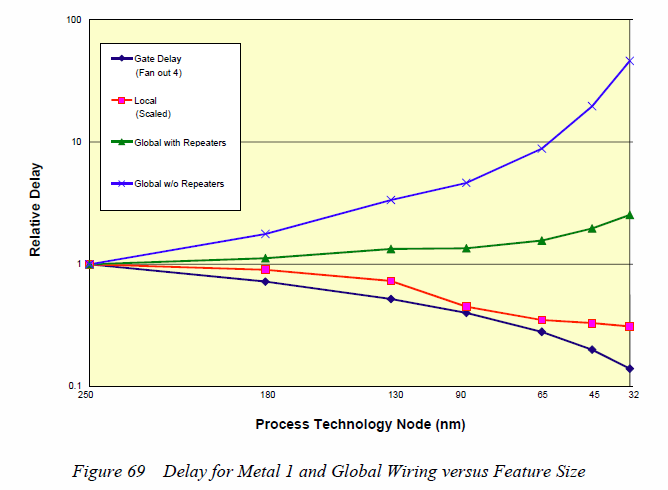 100
Gate Delay
(Fan out 4)
Local
(Scaled)
Global with Repeaters
Global w/o Repeaters
10
Relative Delay
1
0.1
250 180 130 90 65 45 32
Process Technology Node (nm)
Figure 69 Delay for Metal 1 and Global Wiring versus Feature Size